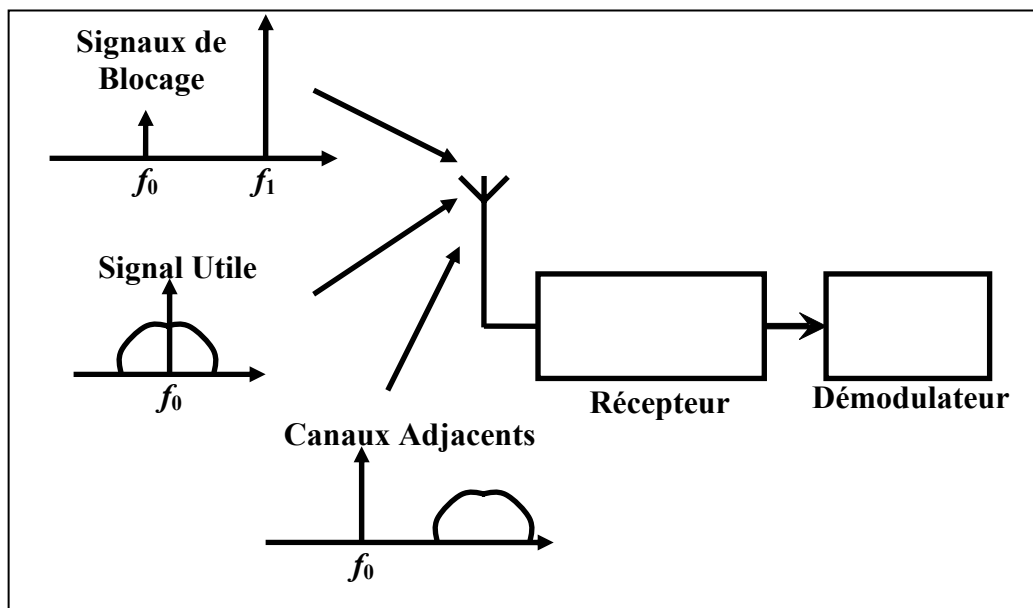 Signaux de
Blocage
f0
f1
Signal Utile
f0
Récepteur
Démodulateur
Canaux Adjacents
f0